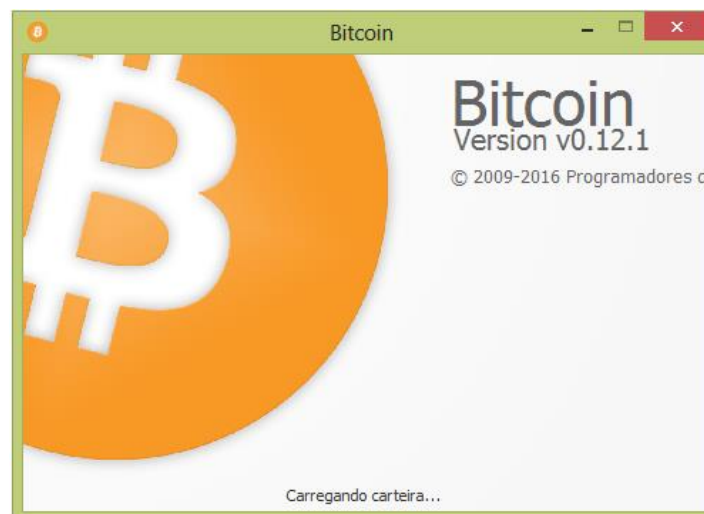 Bitcoin
Bitcoin
Version v0.12.1
© 2009-2016 Programadores
Carregando carteira...